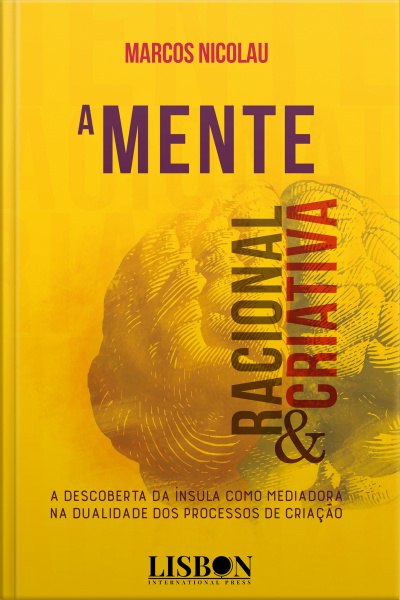 MARCOS NICOLAU
A MENTE
RACIONAL
& CRIATIVA
A DESCOBERTA DA ÍNSULA COMO MEDIADORA
NA DUALIDADE DOS PROCESSOS DE CRIAÇÃO
LISBON
INTERNATIONAL PRESS